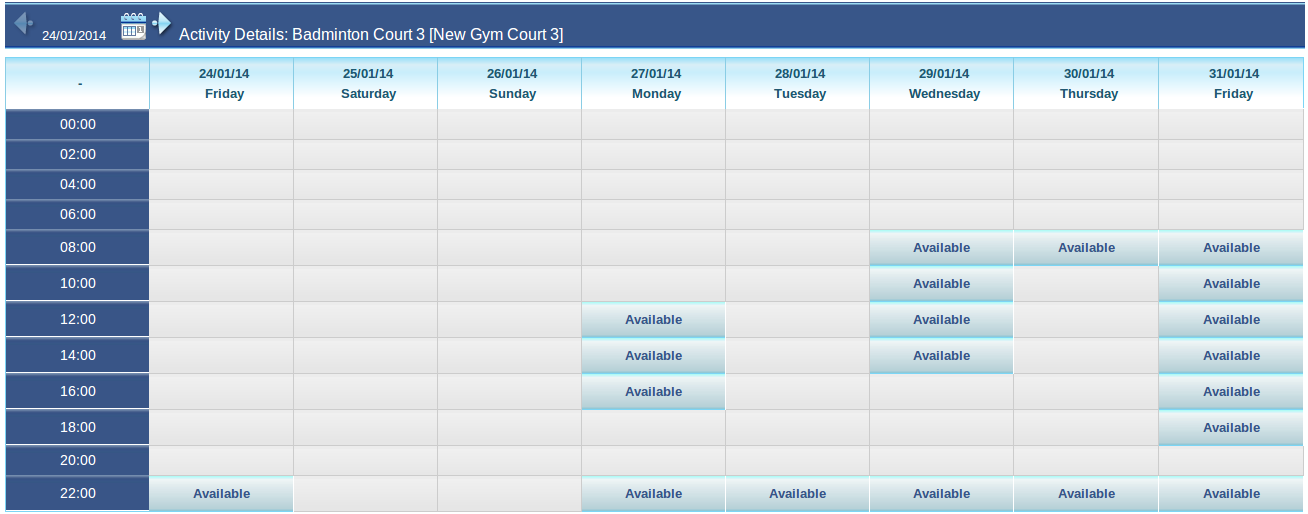 24/01/2014 Activity Details: Badminton Court 3 [New Gym Court 3]
- 24/01/14 25/01/14 26/01/14 27/01/14 28/01/14 29/01/14 30/01/14 31/01/14
Friday Saturday Sunday Monday Tuesday Wednesday Thursday Friday
00:00
02:00
04:00
06:00
08:00 Available Available Available
10:00 Available Available
12:00 Available Available Available
14:00 Available Available Available
16:00 Available Available
18:00 Available
20:00
22:00 Available Available Available Available Available Available